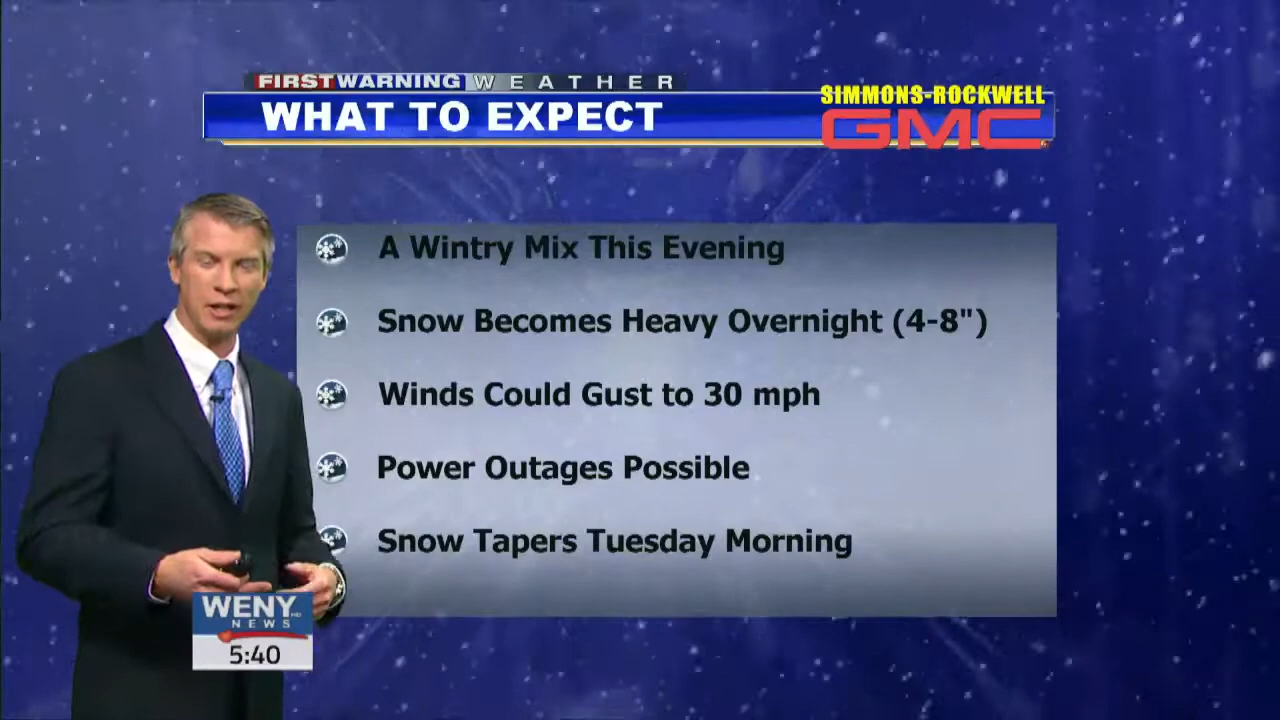 FIRST WARNING WEATHER
WHAT TO EXPECT
SIMMONS-ROCKWELL
GMC
A Wintry Mix This Evening
Snow Becomes Heavy Overnight (4-8")
Winds Could Gust to 30 mph
Power Outages Possible
Snow Tapers Tuesday Morning
WENY HD
NEWS
5:40